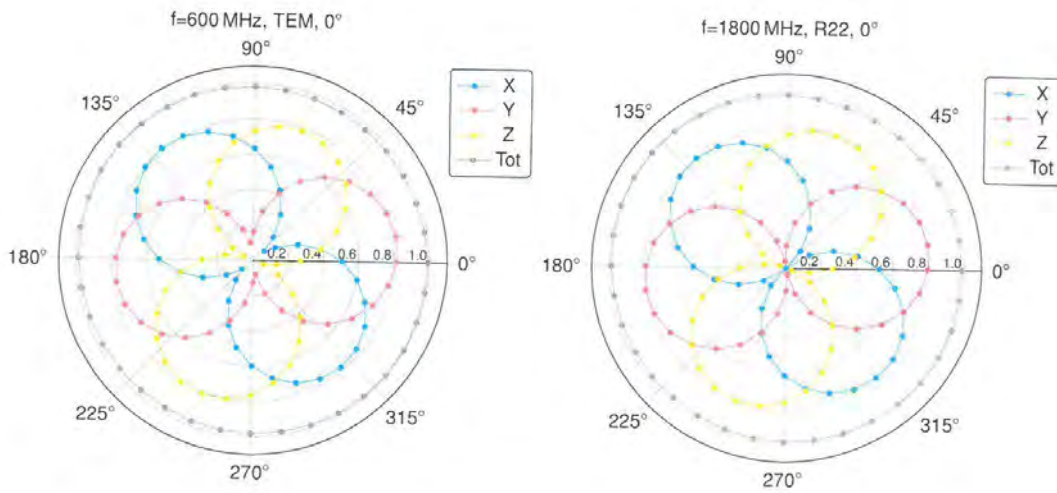 f=600 MHz, TEM, 0°
90°
135°
45°
180°
0.2 0.4 0.6 0.8 1.0
0°
225°
315°
270°
X
Y
Z
Tot
f=1800 MHz, R22, 0°
90°
135°
45°
180°
0.2 0.4 0.6 0.8 1.0
0°
225°
315°
270°
X
Y
Z
Tot